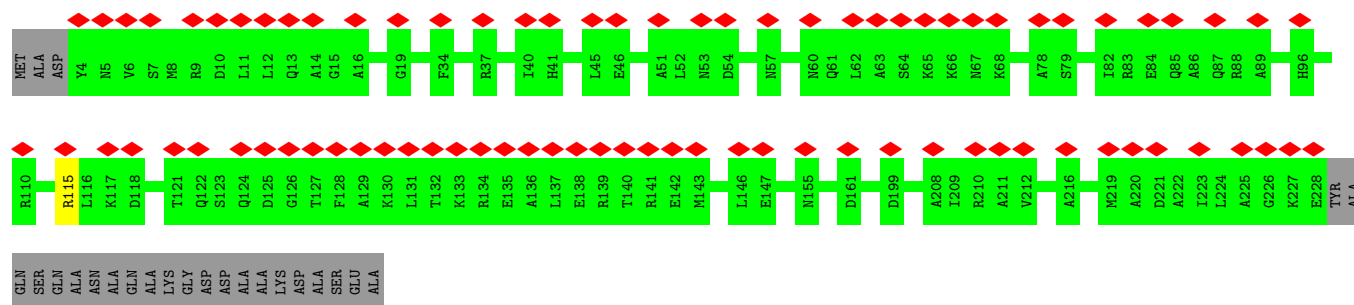 MET ALA ASP Y4 N5 V6 S7 M8 R9 D10 L11 L12 Q13 A14 G15 A16 G19 F34 R37 I40 H41 L45 E46 A51 L52 N53 D54 N57 N60 Q61 L62 A63 S64 K65 K66 N67 K68 A78 S79 I82 R83 E84 Q85 A86 Q87 R88 A89 H96
R110 R115 L116 K117 D118 T121 Q122 S123 Q124 D125 G126 T127 F128 A129 K130 L131 T132 K133 R134 E135 A136 L137 E138 R139 T140 R141 E142 M143 L146 E147 N155 D161 D199 A208 I209 R210 A211 V212 A216 M219 A220 D221 A222 I223 L224 A225 G226 K227 E228 TYR ALA
GLN SER GLN ALA ASN ALA GLN ALA LYS GLY ASP ASP ALA ALA LYS ASP ALA SER GLU ALA